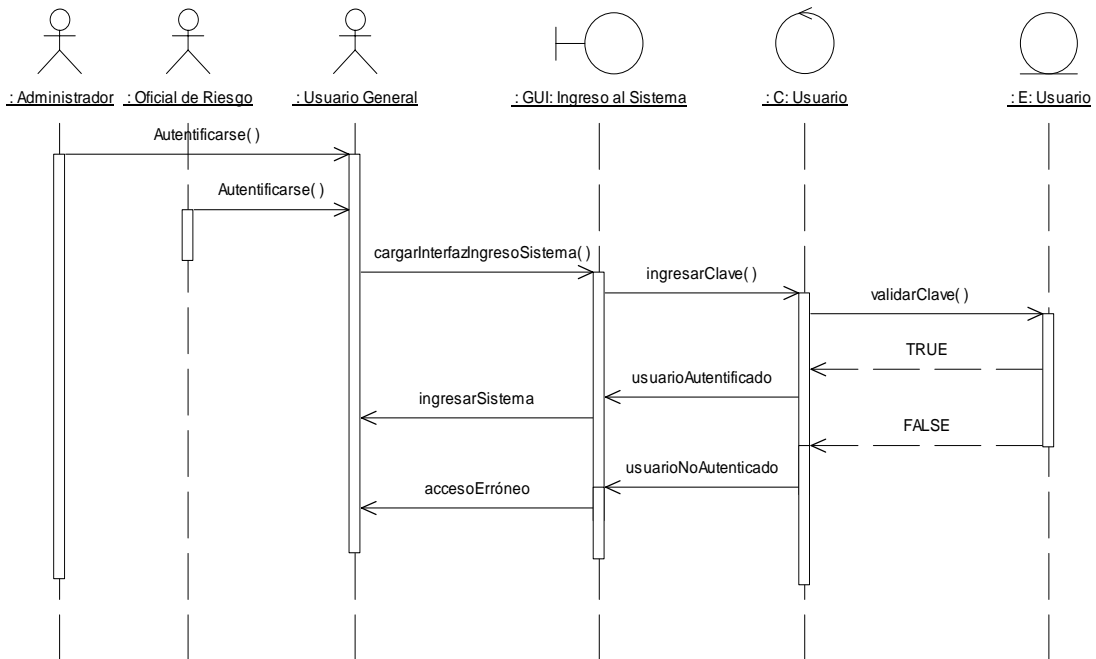 : Administrador
: Oficial de Riesgo
: Usuario General
: GUI: Ingreso al Sistema
: C: Usuario
: E: Usuario
Autentificarse( )
Autentificarse( )
cargarInterfazIngresoSistema( )
ingresarClave( )
validarClave( )
TRUE
usuarioAutentificado
ingresarSistema
FALSE
usuarioNoAutenticado
accesoErróneo